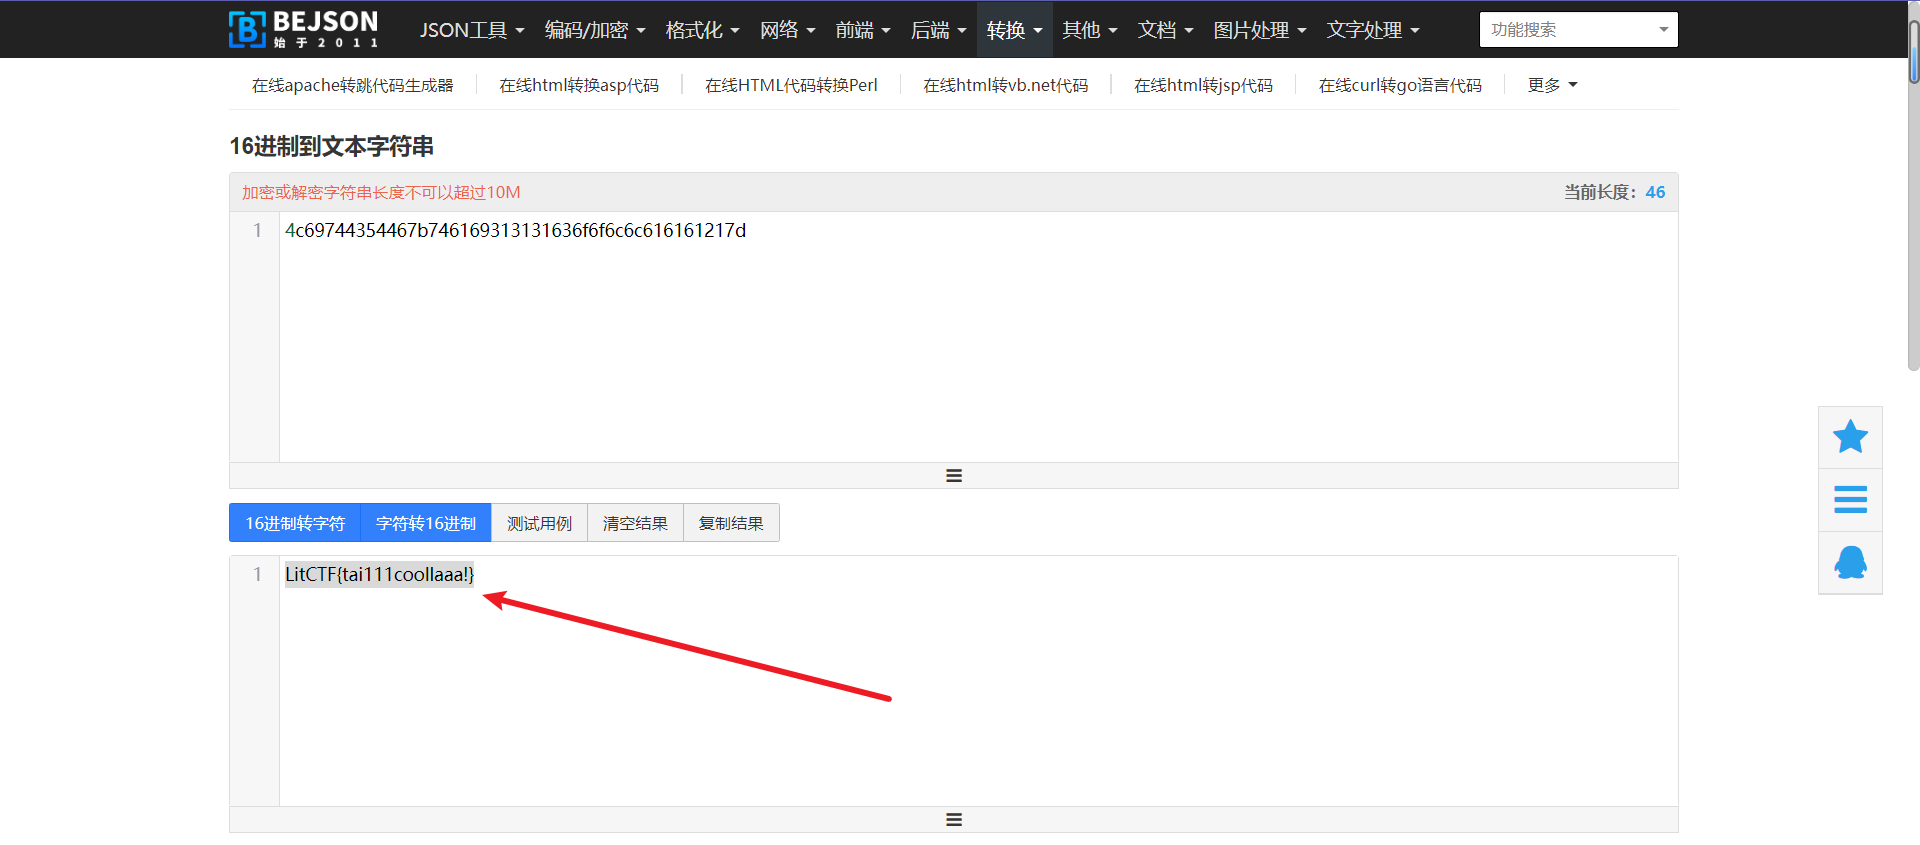 BEJSON
始于2011
JSON工具 编码/加密 格式化 网络 前端 后端 转换 其他 文档 图片处理 文字处理 功能搜索
在线apache转跳代码生成器 在线html转换asp代码 在线HTML代码转换Perl 在线html转vb.net代码 在线html转jsp代码 在线curl转go语言代码 更多
16进制到文本字符串
加密或解密字符串长度不可以超过10M 当前长度：46
1 4c69744354467b746169313131636f6f6c6c616161217d
16进制转字符 字符转16进制 测试用例 清空结果 复制结果
1 LitCTF{tai111coollaaa!}